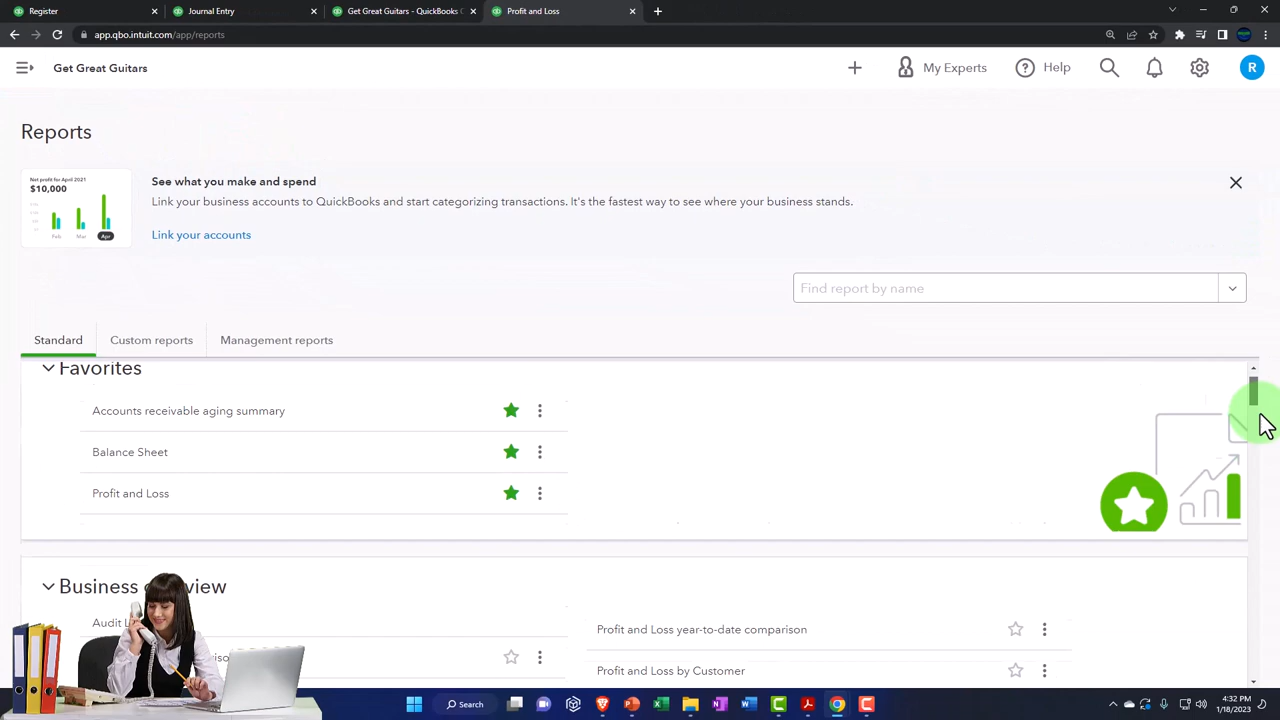 Register
Journal Entry
Get Great Guitars - QuickBooks
Profit and Loss
app.qbo.intuit.com/app/reports
Get Great Guitars
My Experts
Help
R
Reports
Net profit for April 2021
$10,000
Feb
Mar
Apr
See what you make and spend
Link your business accounts to QuickBooks and start categorizing transactions. It's the fastest way to see where your business stands.
Link your accounts
Find report by name
Standard
Custom reports
Management reports
Favorites
Accounts receivable aging summary
Balance Sheet
Profit and Loss
Business
Audit
Profit and Loss year-to-date comparison
Profit and Loss by Customer
Search
4:32 PM
1/18/2023